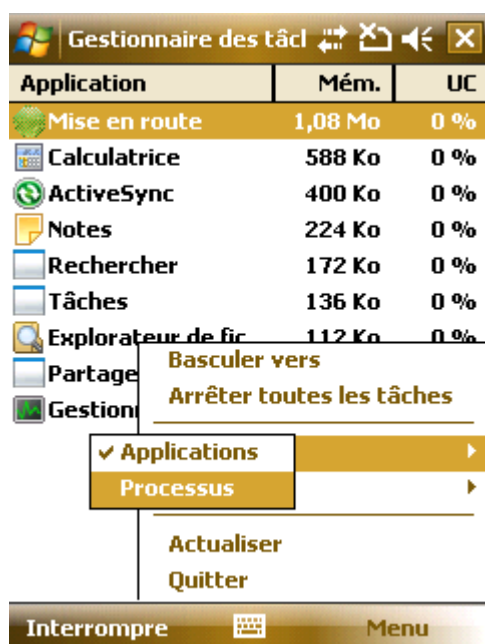 Gestionnaire des tâcl
Application Mém. UC
Mise en route 1,08 Mo 0 %
Calculatrice 588 Ko 0 %
ActiveSync 400 Ko 0 %
Notes 224 Ko 0 %
Rechercher 172 Ko 0 %
Tâches 136 Ko 0 %
Explorateur de fic 112 Ko 0 %
Partage
Gestion
Basculer vers
Arrêter toutes les tâches
Applications
Processus
Actualiser
Quitter
Interrompre Menu